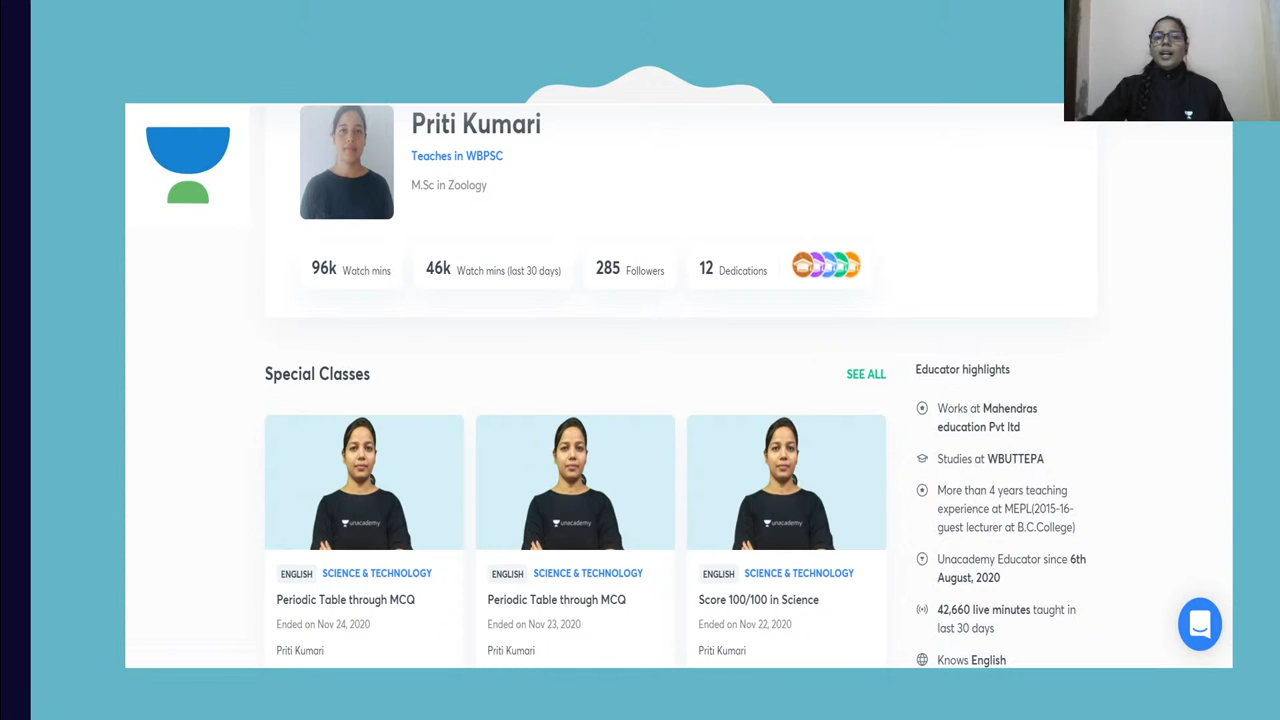 Priti Kumari
Teaches in WBPSC
M.Sc in Zoology
96k Watch mins
46k Watch mins (last 30 days)
285 Followers
12 Dedications
Special Classes
SEE ALL
unacademy
ENGLISH SCIENCE & TECHNOLOGY
Periodic Table through MCQ
Ended on Nov 24, 2020
Priti Kumari
unacademy
ENGLISH SCIENCE & TECHNOLOGY
Periodic Table through MCQ
Ended on Nov 23, 2020
Priti Kumari
unacademy
ENGLISH SCIENCE & TECHNOLOGY
Score 100/100 in Science
Ended on Nov 22, 2020
Priti Kumari
Educator highlights
Works at Mahendras
education Pvt ltd
Studies at WBUTTEPA
More than 4 years teaching
experience at MEPL(2015-16-
guest lecturer at B.C.College)
Unacademy Educator since 6th
August, 2020
42,660 live minutes taught in
last 30 days
Knows English